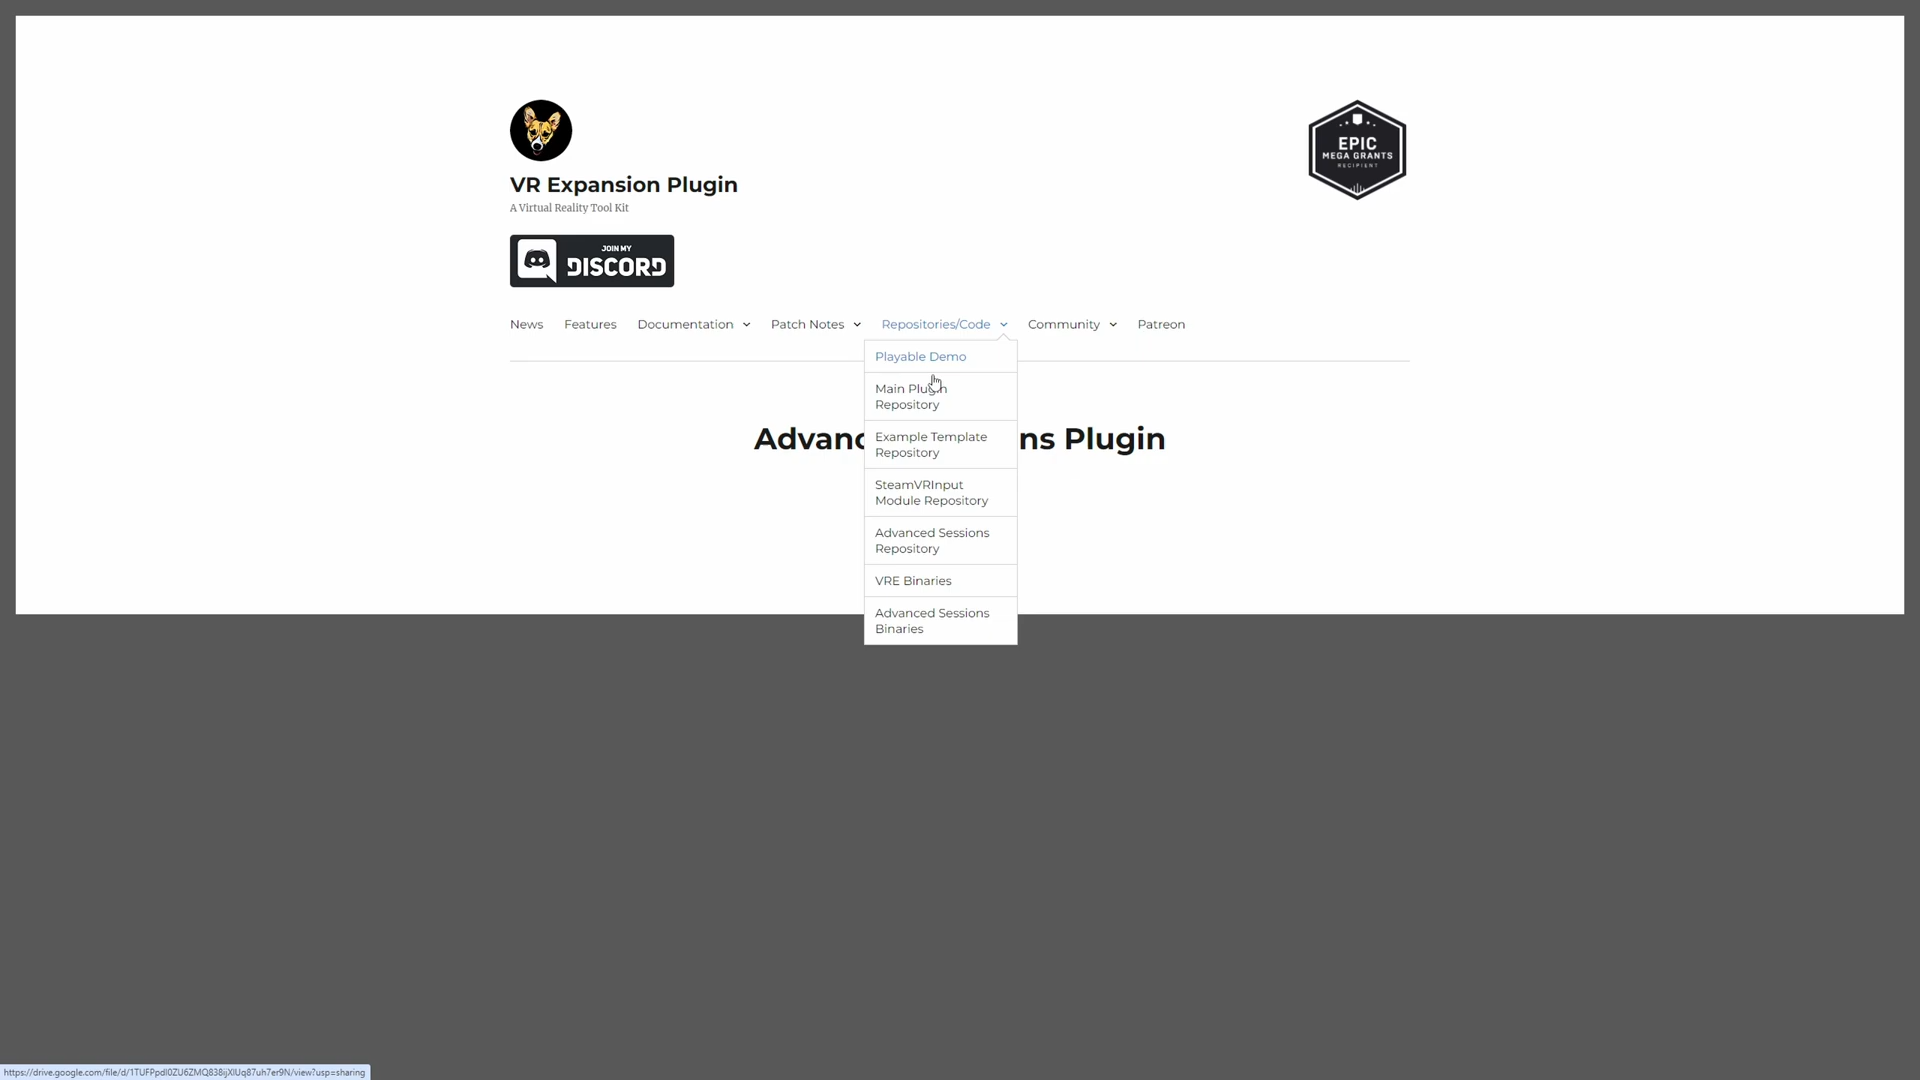 EPIC
MEGA GRANTS
RECIPIENT
VR Expansion Plugin
A Virtual Reality Tool Kit
JOIN MY
DISCORD
News Features Documentation Patch Notes Repositories/Code Community Patreon
Playable Demo
Main Plugin
Repository
Advanc ns Plugin
Example Template
Repository
SteamVRInput
Module Repository
Advanced Sessions
Repository
VRE Binaries
Advanced Sessions
Binaries